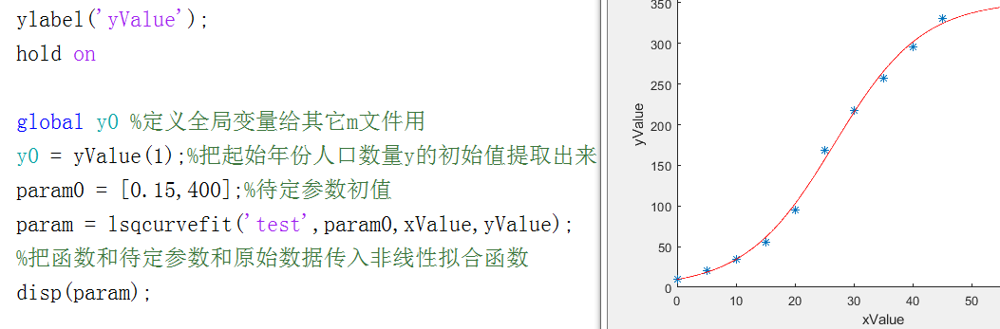 ylabel('yValue');
hold on
global y0 %定义全局变量给其它m文件用
y0 = yValue(1);%把起始年份人口数量y的初始值提取出来
param0 = [0.15,400];%待定参数初值
param = lsqcurvefit('test',param0,xValue,yValue);
%把函数和待定参数和原始数据传入非线性拟合函数
disp(param);
350
300
250
200
150
100
50
0
yValue
0 10 20 30 40 50
xValue